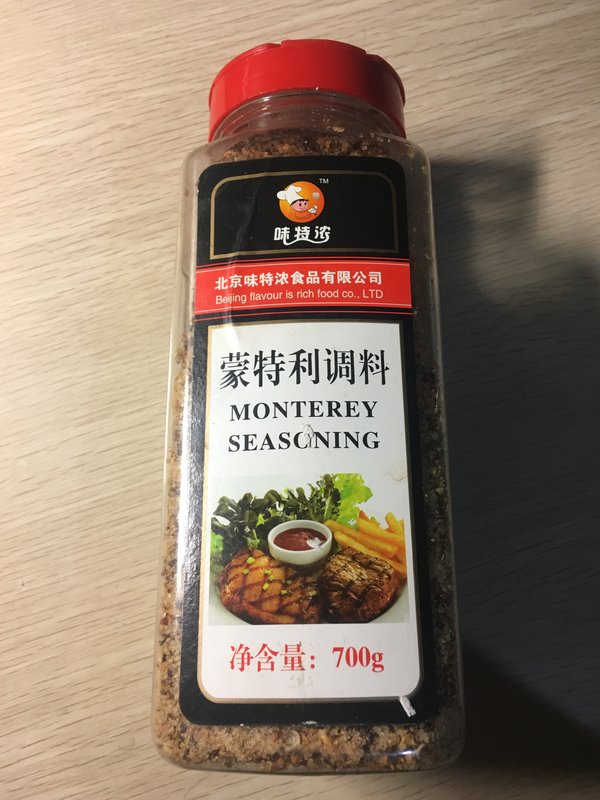 TM
味特浓
北京味特浓食品有限公司
Beijing flavour is rich food co., LTD
蒙特利调料
MONTEREY
SEASONING
净含量：700g